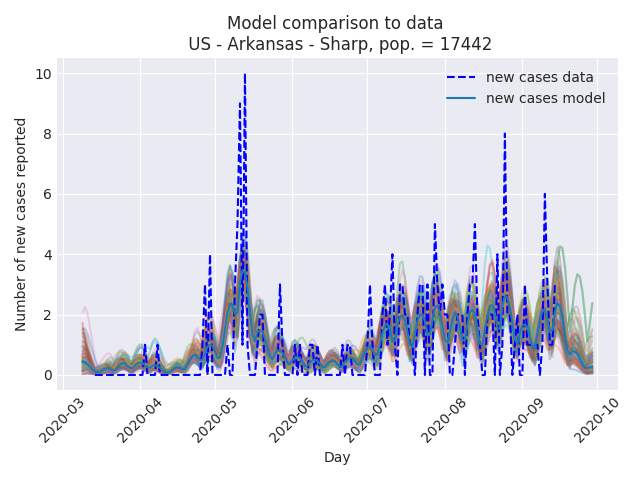 Model comparison to data
US - Arkansas - Sharp, pop. = 17442
new cases data
new cases model
Number of new cases reported
10
8
6
4
2
0
2020-03
2020-04
2020-05
2020-06
2020-07
2020-08
2020-09
2020-10
Day